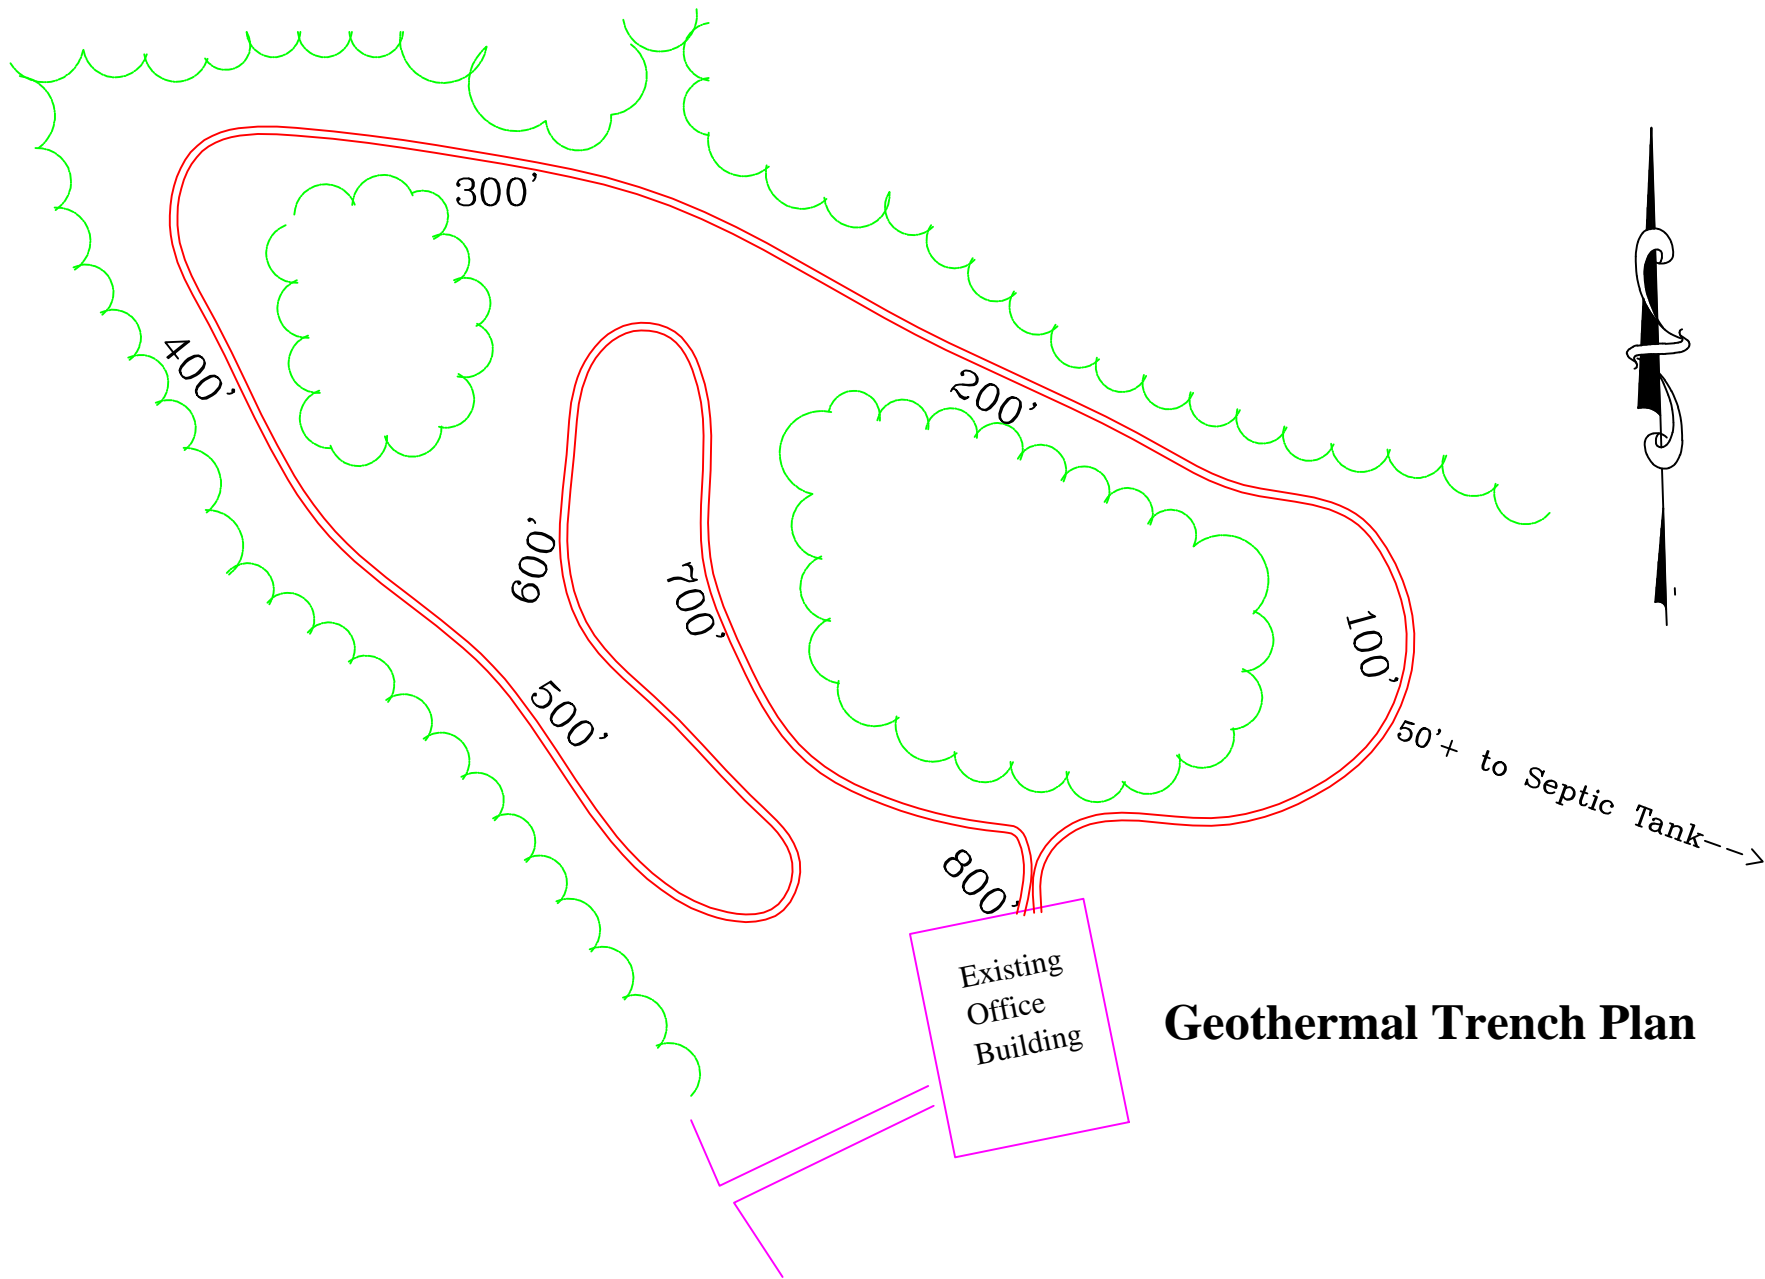 300'
400'
200'
600'
700'
100'
500'
50'+ to Septic Tank-->
800'
Existing
Office
Building
Geothermal Trench Plan